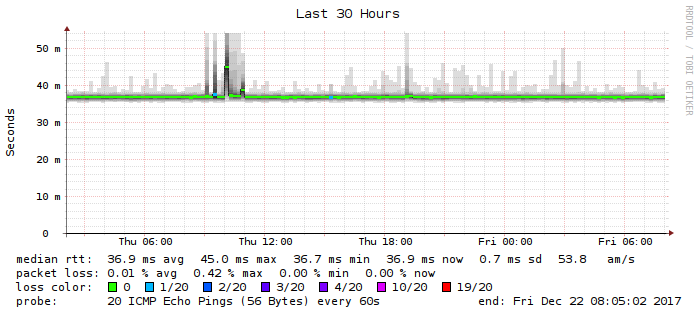 Last 30 Hours
RRDTOOL / TOBI OETIKER
Seconds
50 m
40 m
30 m
20 m
10 m
0
Thu 06:00 Thu 12:00 Thu 18:00 Fri 00:00 Fri 06:00
median rtt: 36.9 ms avg 45.0 ms max 36.7 ms min 36.9 ms now 0.7 ms sd 53.8 am/s
packet loss: 0.01 % avg 0.42 % max 0.00 % min 0.00 % now
loss color: 0 1/20 2/20 3/20 4/20 10/20 19/20
probe: 20 ICMP Echo Pings (56 Bytes) every 60s end: Fri Dec 22 08:05:02 2017